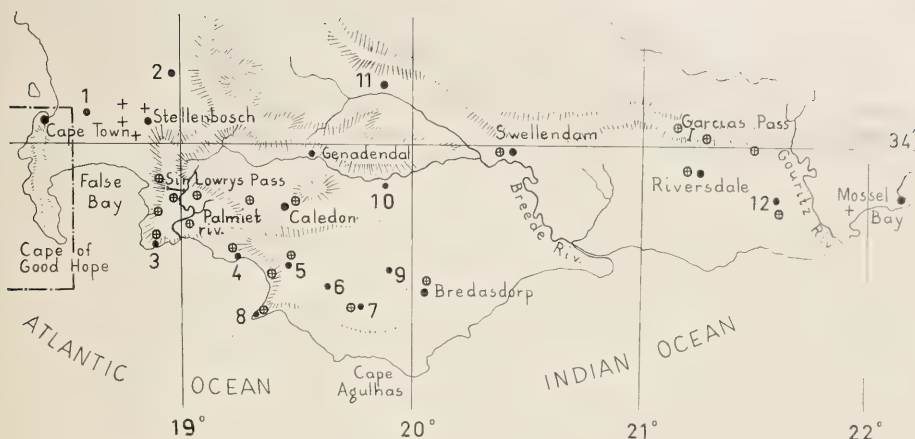 1
2
11
Stellenbosch
Cape Town
Swellendam
Garcias Pass
34°
Genadendal
False
Bay
Sir Lowrys Pass
10
Riversdale
Gouritz
Riv.
Mossel
Bay
Palmiet
riv.
Caledon
Breede
Riv.
12
Cape of
Good Hope
3
4
5
6
9
7
8
Bredasdorp
ATLANTIC
OCEAN
Cape
Agulhas
INDIAN OCEAN
19°
20°
21°
22°